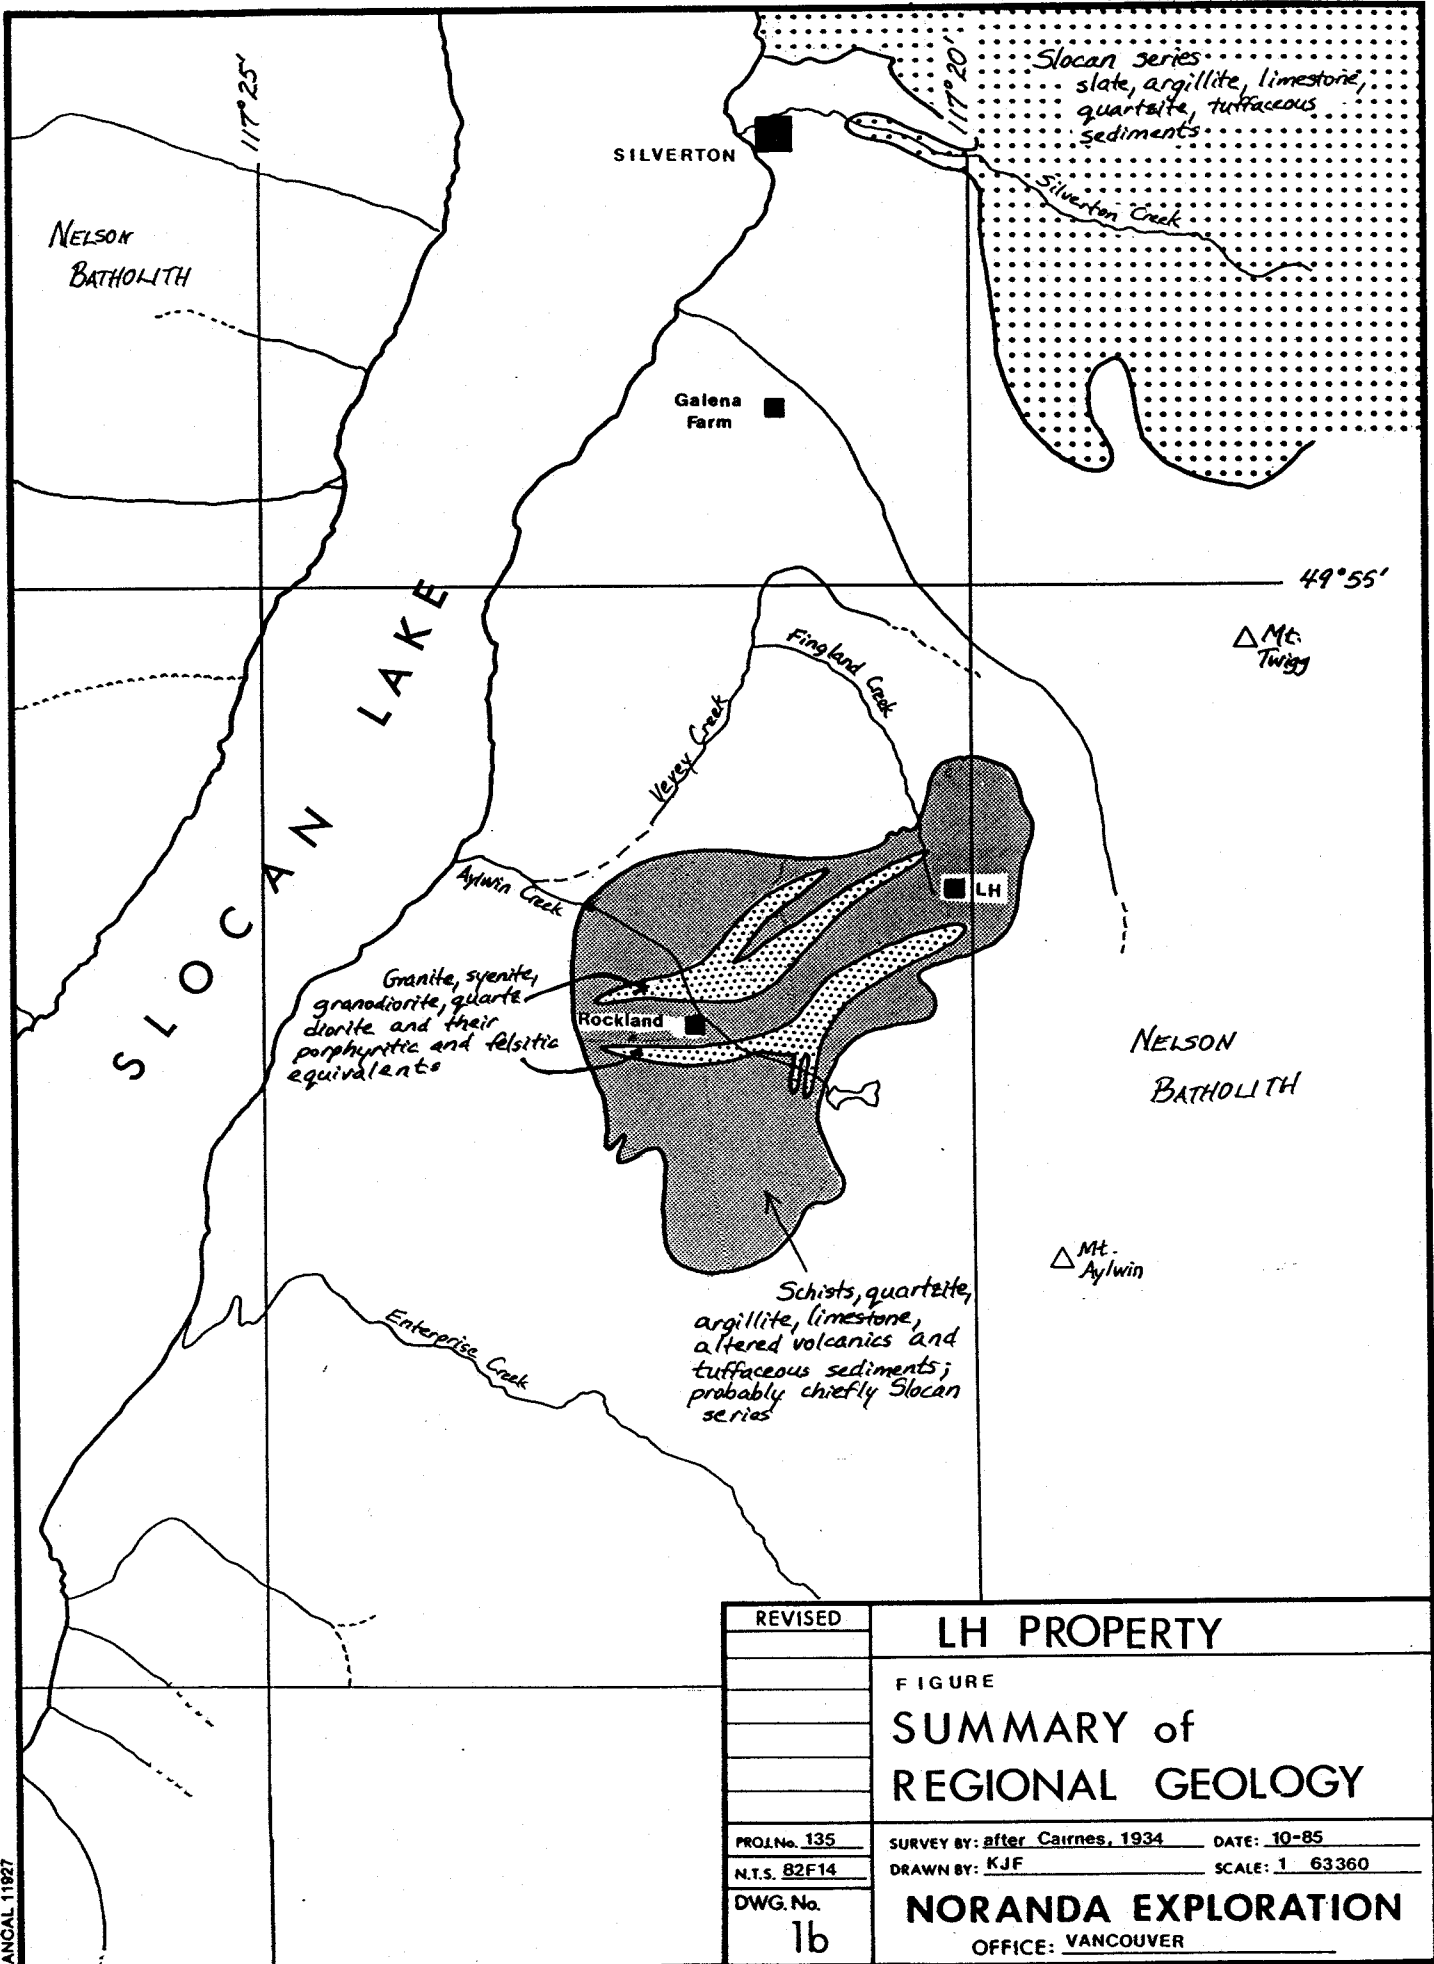 117°25'
117°20'
Slocan series
slate, argillite, limestone,
quartzite, tuffaceous
sediments
SILVERTON
Silverton Creek
NELSON
BATHOLITH
Galena
Farm
49°55'
Mt.
Twigg
Fingland Creek
Vevey Creek
SLOCAN LAKE
Aylwin Creek
LH
Granite, syenite,
granodiorite, quartz
diorite and their
porphyritic and felsitic
equivalents
Rockland
NELSON
BATHOLITH
Mt.
Aylwin
Schists, quartzite,
argillite, limestone,
altered volcanics and
tuffaceous sediments;
probably chiefly Slocan
series
Enterprise Creek
REVISED
LH PROPERTY
FIGURE
SUMMARY of
REGIONAL GEOLOGY
PROJ.No. 135
SURVEY BY: after Cairnes, 1934 DATE: 10-85
N.T.S. 82F14
DRAWN BY: KJF SCALE: 1 63360
DWG.No.
1b
NORANDA EXPLORATION
OFFICE: VANCOUVER
ANCAL 11927